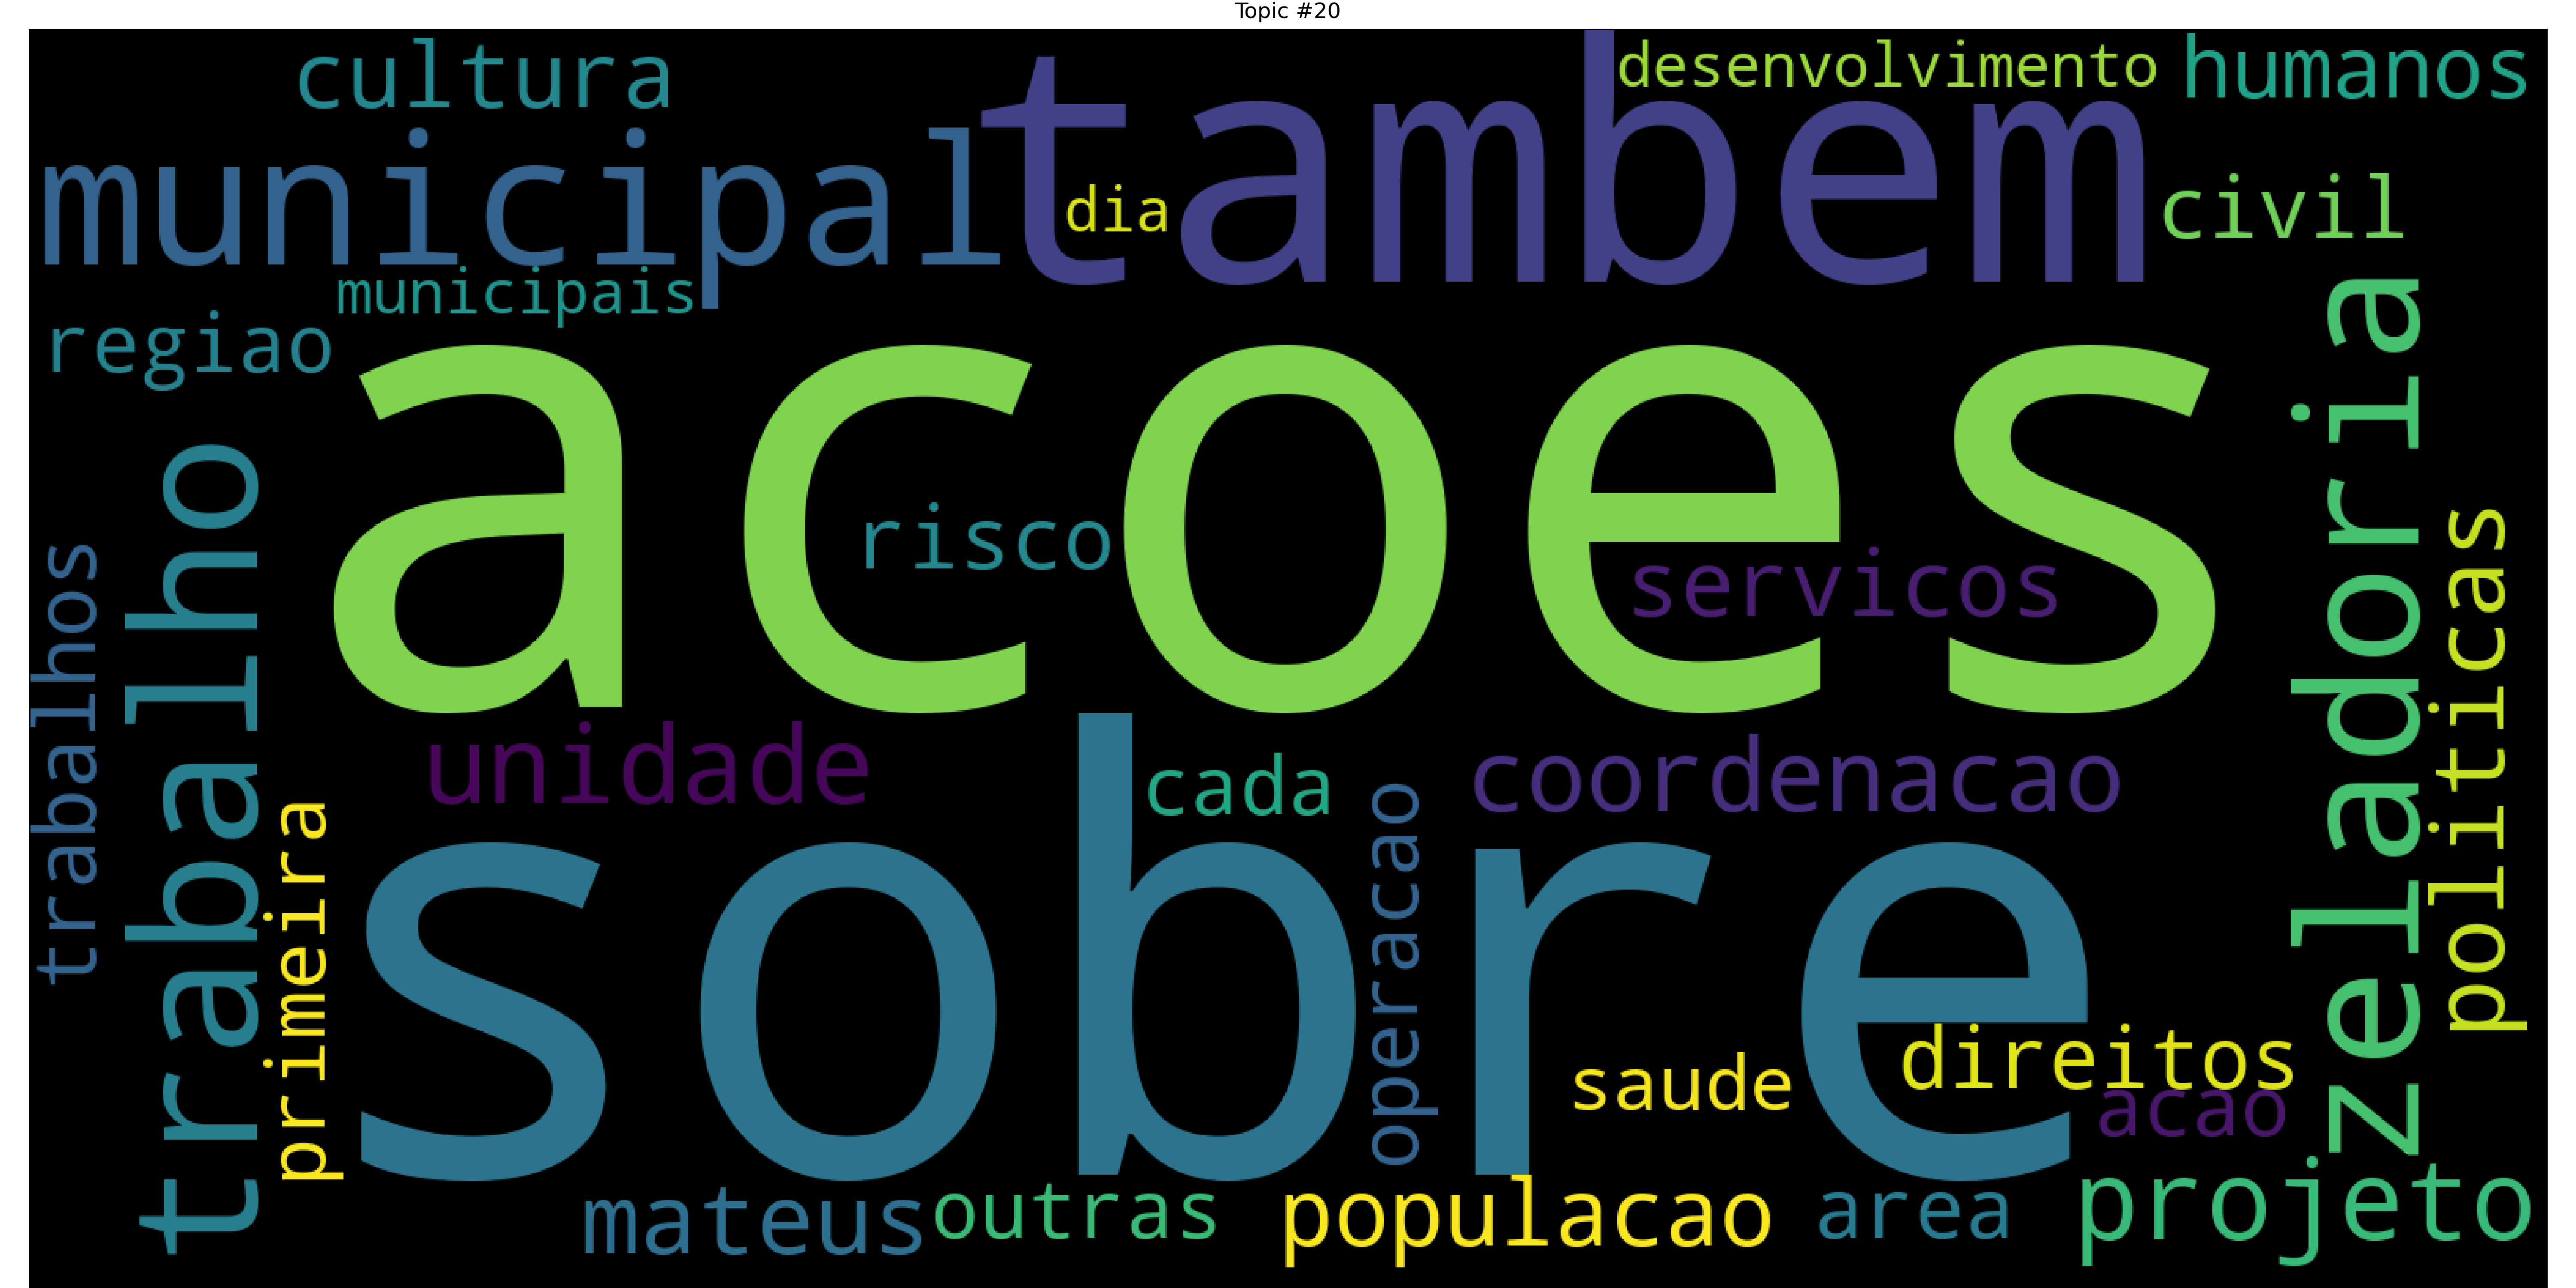 Topic #20
cultura
desenvolvimento
humanos
municipal
tambem
dia
civil
municipais
regiao
acoes
risco
servicos
trabalho
trabalhos
zeladoria
politicas
unidade
cada
coordenacao
primeira
sobre
operacao
saude
direitos
acao
mateus
outras
populacao
area
projeto